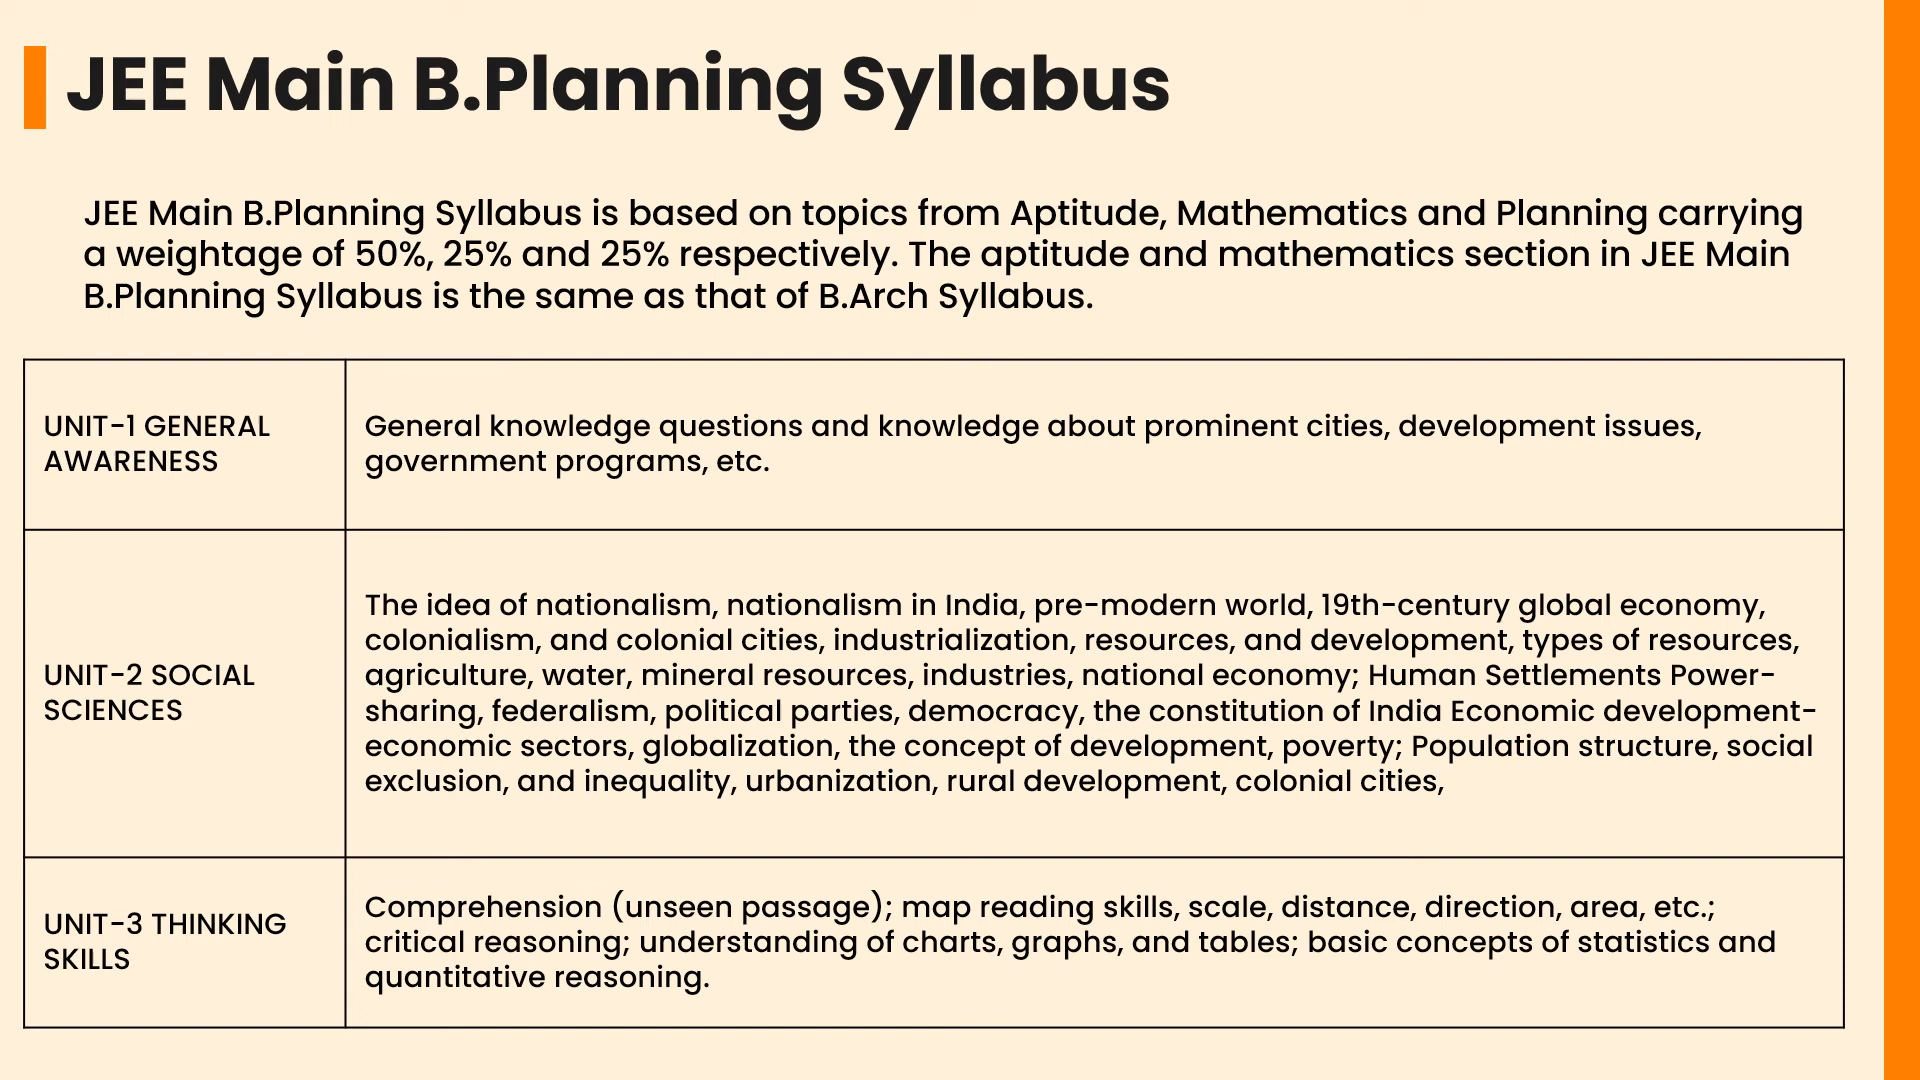 JEE Main B.Planning Syllabus
JEE Main B.Planning Syllabus is based on topics from Aptitude, Mathematics and Planning carrying
a weightage of 50%, 25% and 25% respectively. The aptitude and mathematics section in JEE Main
B.Planning Syllabus is the same as that of B.Arch Syllabus.
UNIT-1 GENERAL
AWARENESS
General knowledge questions and knowledge about prominent cities, development issues,
government programs, etc.
UNIT-2 SOCIAL
SCIENCES
The idea of nationalism, nationalism in India, pre-modern world, 19th-century global economy,
colonialism, and colonial cities, industrialization, resources, and development, types of resources,
agriculture, water, mineral resources, industries, national economy; Human Settlements Power-
sharing, federalism, political parties, democracy, the constitution of India Economic development-
economic sectors, globalization, the concept of development, poverty; Population structure, social
exclusion, and inequality, urbanization, rural development, colonial cities,
UNIT-3 THINKING
SKILLS
Comprehension (unseen passage); map reading skills, scale, distance, direction, area, etc.;
critical reasoning; understanding of charts, graphs, and tables; basic concepts of statistics and
quantitative reasoning.